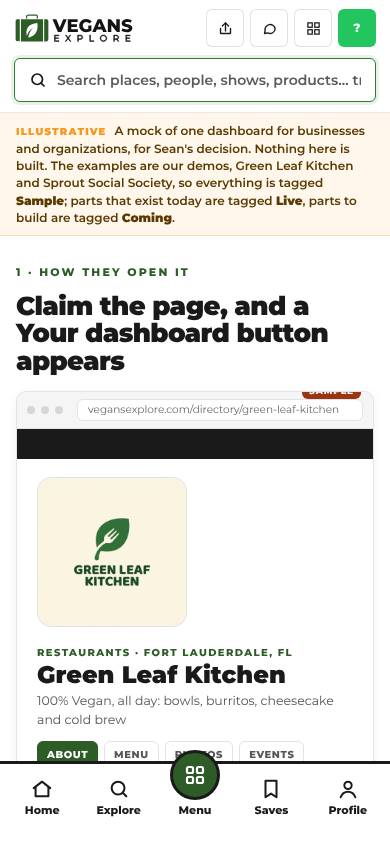 VEGANS
EXPLORE
?
Search places, people, shows, products...
ILLUSTRATIVE A mock of one dashboard for businesses
and organizations, for Sean's decision. Nothing here is
built. The examples are our demos, Green Leaf Kitchen
and Sprout Social Society, so everything is tagged
Sample; parts that exist today are tagged Live, parts to
build are tagged Coming.
1 · HOW THEY OPEN IT
Claim the page, and a
Your dashboard button
appears
vegansexplore.com/directory/green-leaf-kitchen
GREEN LEAF
KITCHEN
RESTAURANTS · FORT LAUDERDALE, FL
Green Leaf Kitchen
100% Vegan, all day: bowls, burritos, cheesecake
and cold brew
ABOUT MENU EVENTS
Home Explore Menu Saves Profile